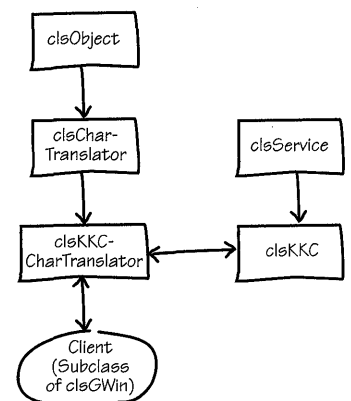 clsObject
clsChar-
Translator
clsService
clsKKC-
CharTranslator
clsKKC
Client
(Subclass
of clsGWin)